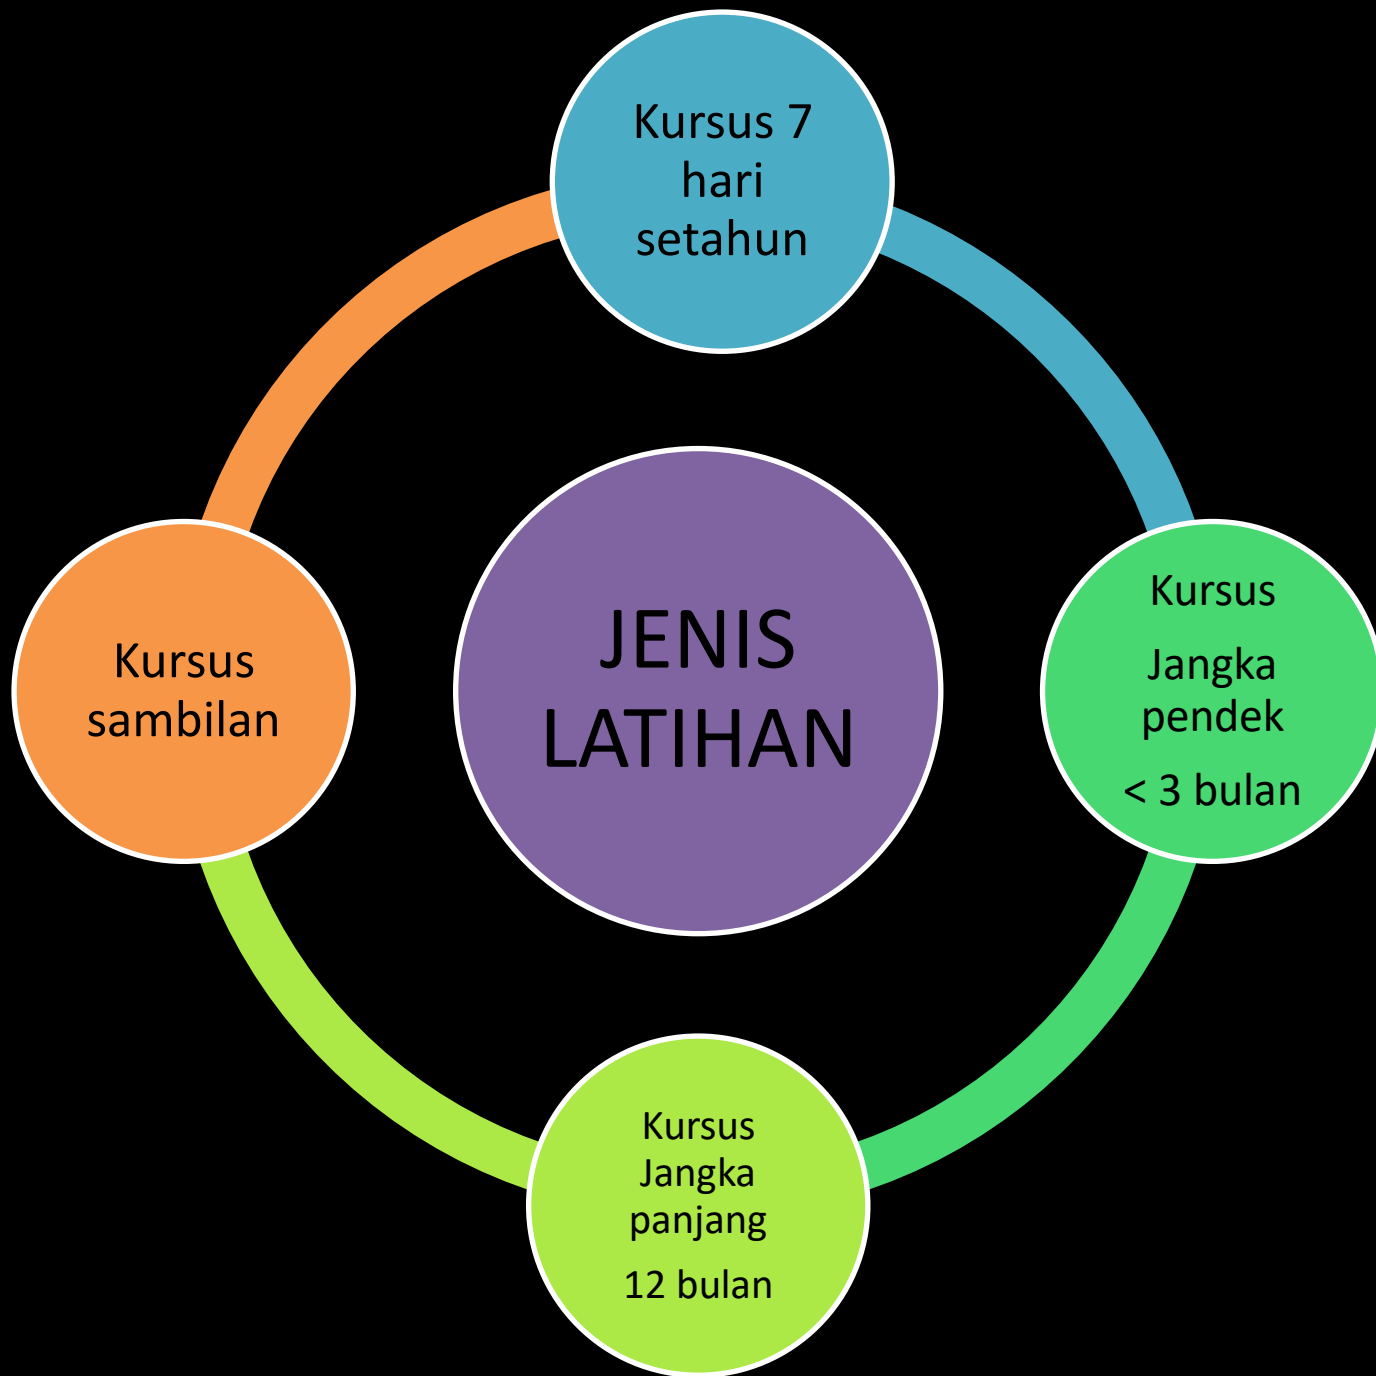 Kursus 7
hari
setahun
Kursus
sambilan
JENIS
LATIHAN
Kursus
Jangka
pendek
< 3 bulan
Kursus
Jangka
panjang
12 bulan